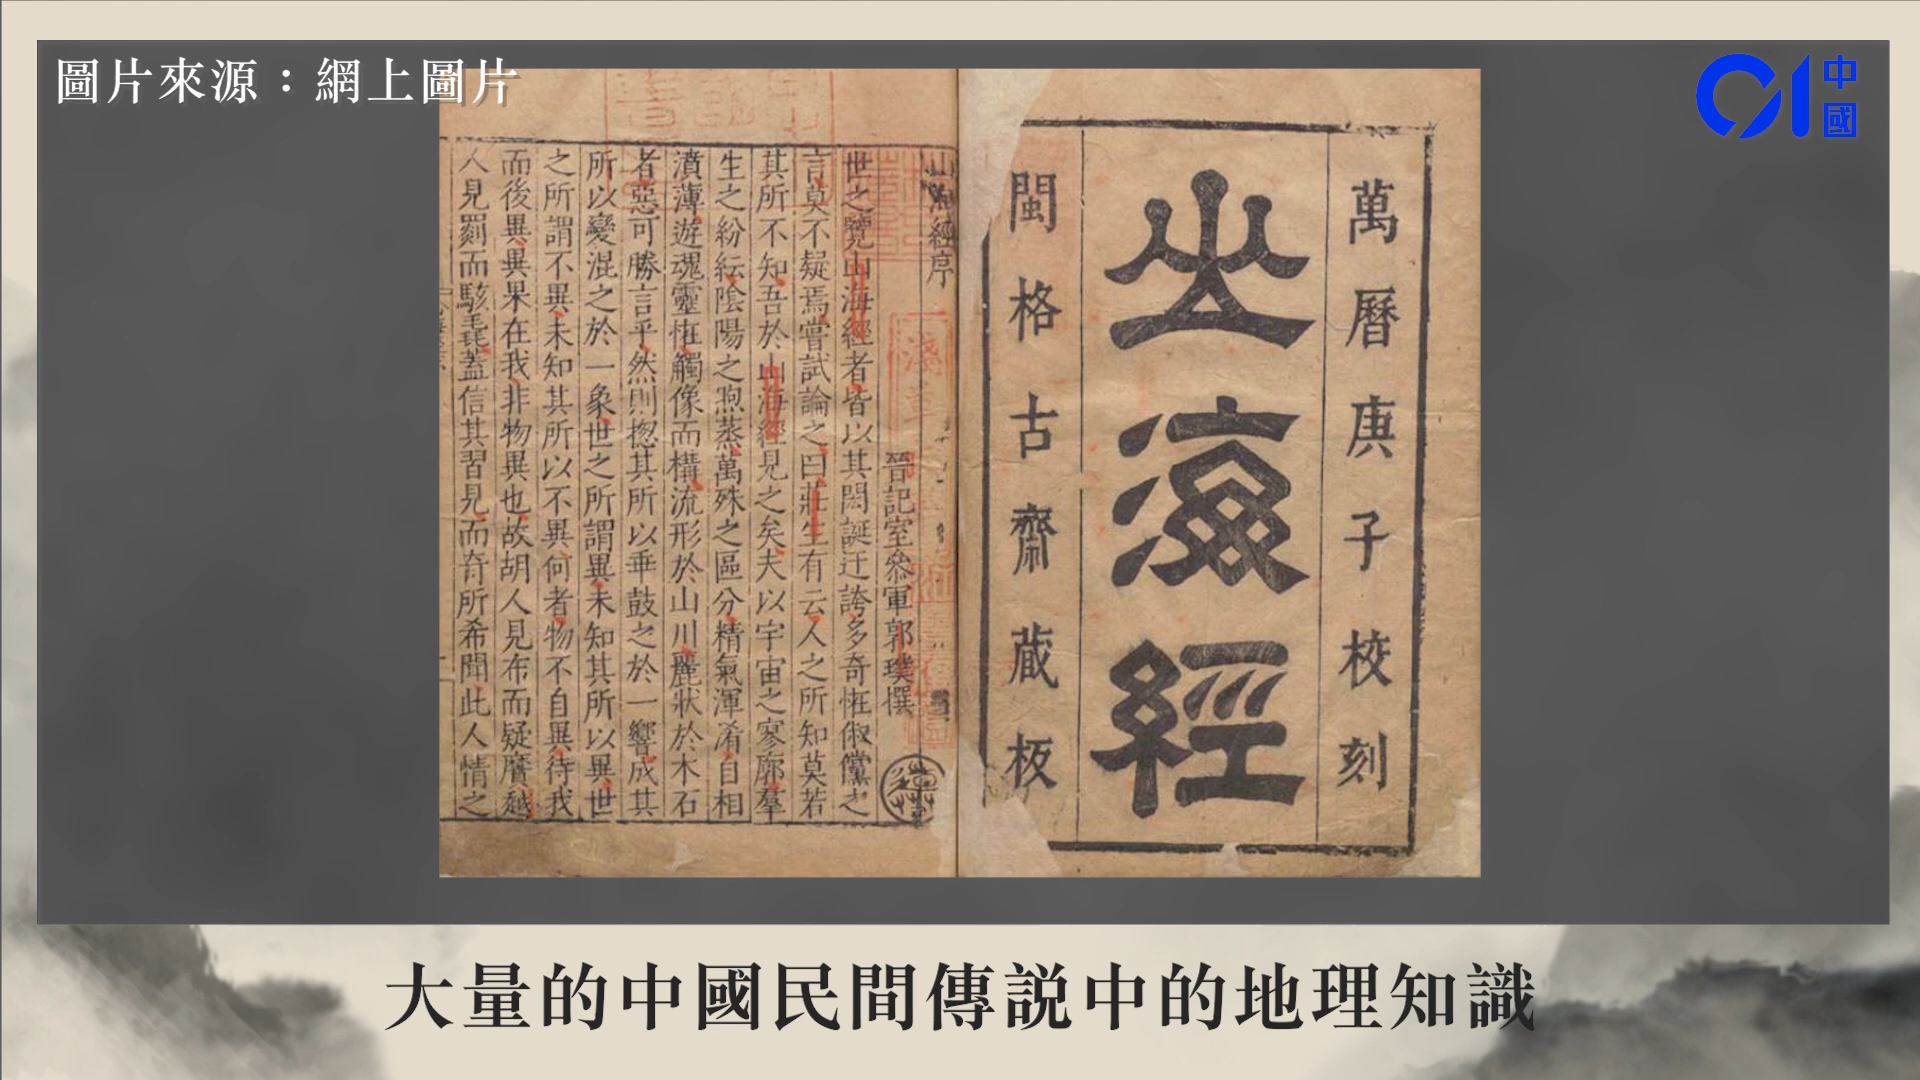 圖片來源：網上圖片
01
中國
萬曆庚子校刻
山海經
閩格古齋蔵板
山海經序
晉記室叅軍郭璞撰
世之覽山海經者皆以其閎誕迂誇多奇恠俶儻之
言莫不疑焉嘗試論之曰莊生有云人之所知莫若
其所不知吾於山海經見之矣夫以宇宙之寥廓羣
生之紛紜陰陽之煦蒸萬殊之區分精氣渾淆自相
濆薄遊魂靈恠觸像而構流形於山川麗狀於木石
者惡可勝言乎然則揔其所以乖鼓之於一響成其
所以變混之於一象世之所謂異未知其所以異世
之所謂不異未知其所以不異何者物不自異待我
而後異異果在我非物異也故胡人見布而疑黂越
人見罽而駭毳蓋信其習見而奇所希聞此人情之
大量的中國民間傳説中的地理知識